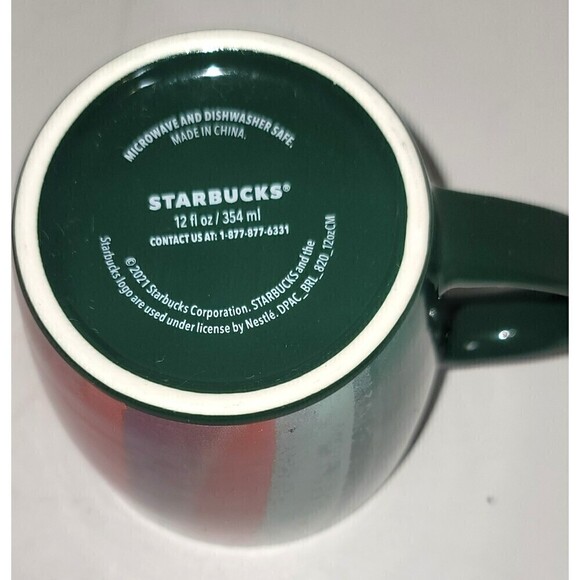 MICROWAVE AND DISHWASHER SAFE.
MADE IN CHINA.
STARBUCKS®
12 fl oz / 354 ml
CONTACT US AT: 1-877-877-6331
© 2021 Starbucks Corporation. STARBUCKS and the
Starbucks logo are used under license by Nestlé. DPAC_BRL_820_12ozCM